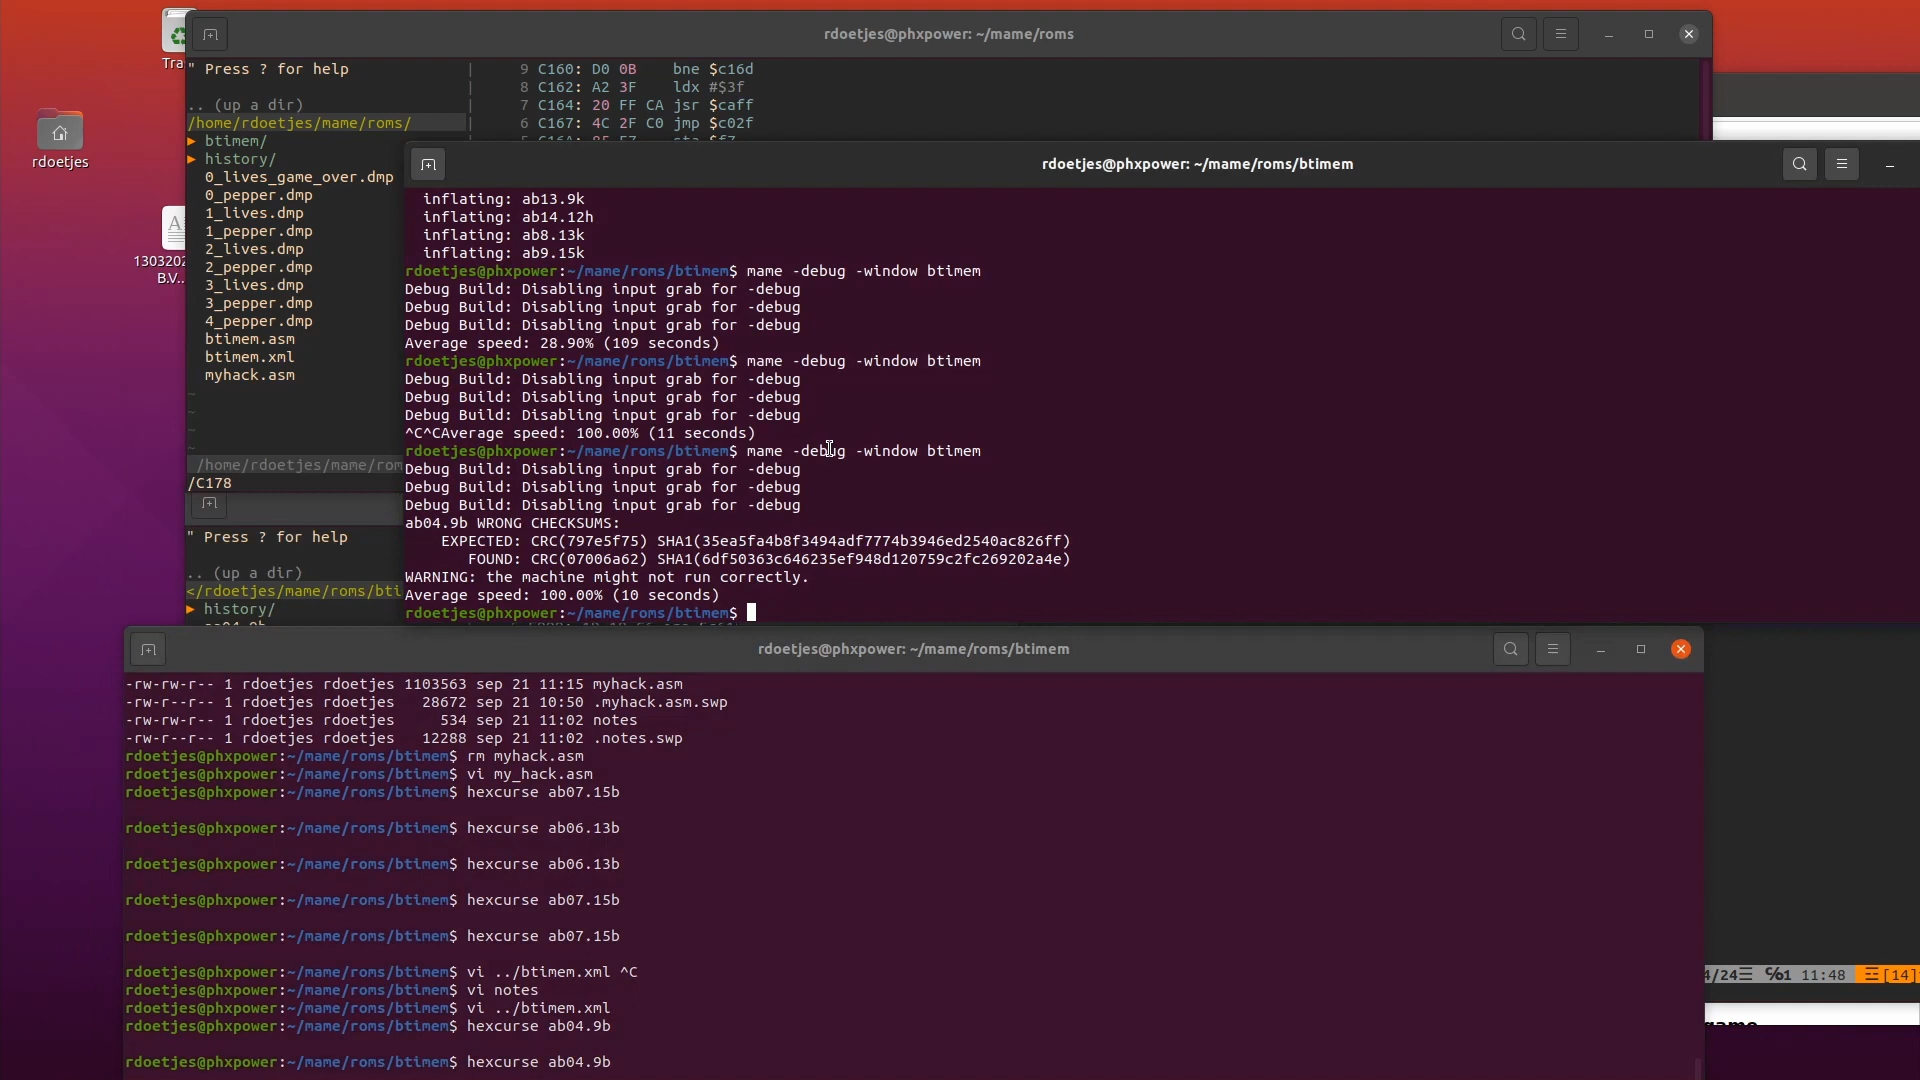 Tra
rdoetjes
1303202
B.V...
rdoetjes@phxpower: ~/mame/roms
" Press ? for help
.. (up a dir)
/home/rdoetjes/mame/roms/
▸ btimem/
▸ history/
0_lives_game_over.dmp
0_pepper.dmp
1_lives.dmp
1_pepper.dmp
2_lives.dmp
2_pepper.dmp
3_lives.dmp
3_pepper.dmp
4_pepper.dmp
btimem.asm
btimem.xml
myhack.asm
~
~
~
~
/home/rdoetjes/mame/rom
/C178
9 C160: D0 0B    bne $c16d
8 C162: A2 3F    ldx #$3f
7 C164: 20 FF CA jsr $caff
6 C167: 4C 2F C0 jmp $c02f
" Press ? for help
.. (up a dir)
</rdoetjes/mame/roms/bti
▸ history/
rdoetjes@phxpower: ~/mame/roms/btimem
inflating: ab13.9k
inflating: ab14.12h
inflating: ab8.13k
inflating: ab9.15k
rdoetjes@phxpower:~/mame/roms/btimem$ mame -debug -window btimem
Debug Build: Disabling input grab for -debug
Debug Build: Disabling input grab for -debug
Debug Build: Disabling input grab for -debug
Average speed: 28.90% (109 seconds)
rdoetjes@phxpower:~/mame/roms/btimem$ mame -debug -window btimem
Debug Build: Disabling input grab for -debug
Debug Build: Disabling input grab for -debug
Debug Build: Disabling input grab for -debug
^C^CAverage speed: 100.00% (11 seconds)
rdoetjes@phxpower:~/mame/roms/btimem$ mame -debug -window btimem
Debug Build: Disabling input grab for -debug
Debug Build: Disabling input grab for -debug
Debug Build: Disabling input grab for -debug
ab04.9b WRONG CHECKSUMS:
EXPECTED: CRC(797e5f75) SHA1(35ea5fa4b8f3494adf7774b3946ed2540ac826ff)
FOUND: CRC(07006a62) SHA1(6df50363c646235ef948d120759c2fc269202a4e)
WARNING: the machine might not run correctly.
Average speed: 100.00% (10 seconds)
rdoetjes@phxpower:~/mame/roms/btimem$
rdoetjes@phxpower: ~/mame/roms/btimem
-rw-rw-r-- 1 rdoetjes rdoetjes 1103563 sep 21 11:15 myhack.asm
-rw-r--r-- 1 rdoetjes rdoetjes   28672 sep 21 10:50 .myhack.asm.swp
-rw-rw-r-- 1 rdoetjes rdoetjes     534 sep 21 11:02 notes
-rw-r--r-- 1 rdoetjes rdoetjes   12288 sep 21 11:02 .notes.swp
rdoetjes@phxpower:~/mame/roms/btimem$ rm myhack.asm
rdoetjes@phxpower:~/mame/roms/btimem$ vi my_hack.asm
rdoetjes@phxpower:~/mame/roms/btimem$ hexcurse ab07.15b
rdoetjes@phxpower:~/mame/roms/btimem$ hexcurse ab06.13b
rdoetjes@phxpower:~/mame/roms/btimem$ hexcurse ab06.13b
rdoetjes@phxpower:~/mame/roms/btimem$ hexcurse ab07.15b
rdoetjes@phxpower:~/mame/roms/btimem$ hexcurse ab07.15b
rdoetjes@phxpower:~/mame/roms/btimem$ vi ../btimem.xml ^C
rdoetjes@phxpower:~/mame/roms/btimem$ vi notes
rdoetjes@phxpower:~/mame/roms/btimem$ vi ../btimem.xml
rdoetjes@phxpower:~/mame/roms/btimem$ hexcurse ab04.9b
rdoetjes@phxpower:~/mame/roms/btimem$ hexcurse ab04.9b
4/24☰ ℅1 11:48 ☲[14]